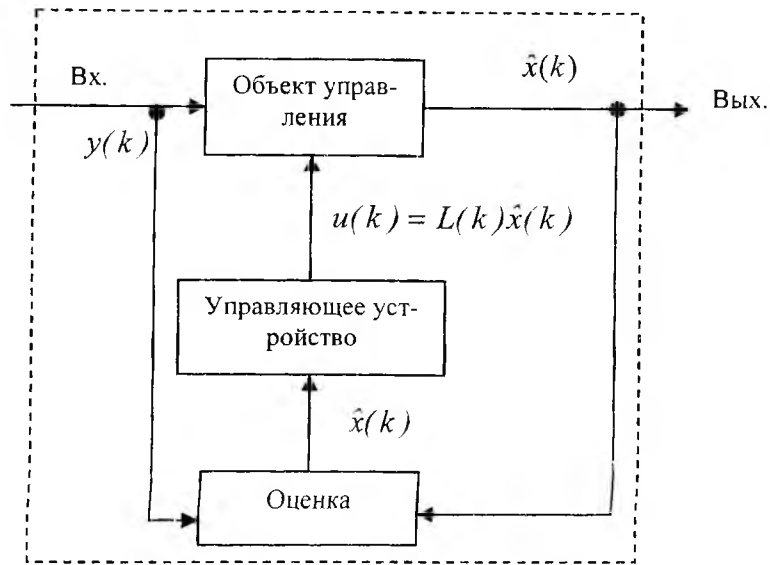 Вх.
Объект управ-
ления
x̂(k)
Вых.
y(k)
u(k) = L(k)x̂(k)
Управляющее уст-
ройство
x̂(k)
Оценка